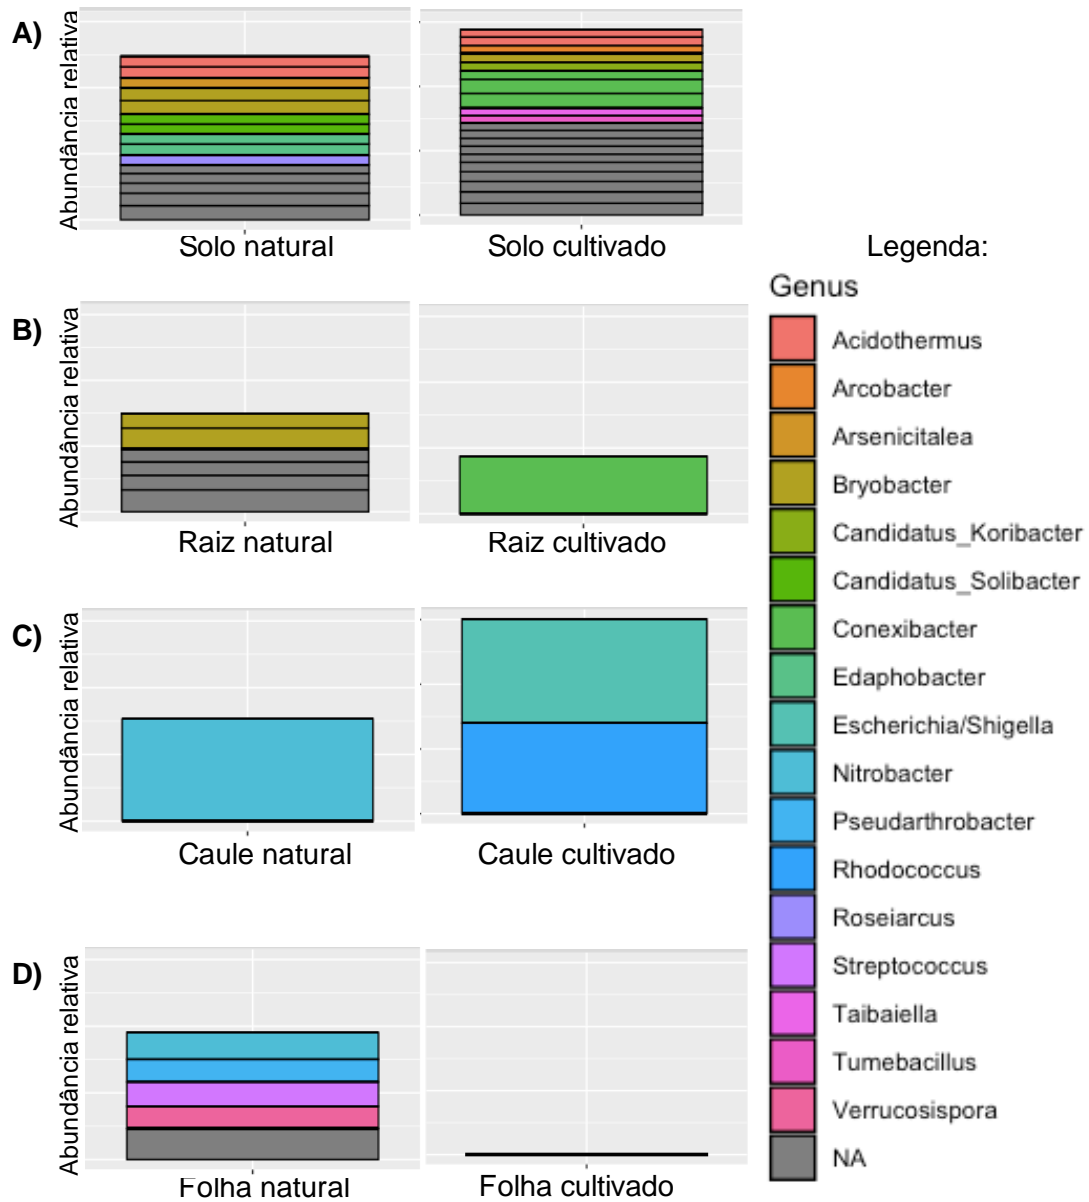 A)
Abundância relativa
Solo natural
Solo cultivado
B)
Abundância relativa
Raiz natural
Raiz cultivado
C)
Abundância relativa
Caule natural
Caule cultivado
D)
Abundância relativa
Folha natural
Folha cultivado
Legenda:
Genus
Acidothermus
Arcobacter
Arsenicitalea
Bryobacter
Candidatus_Koribacter
Candidatus_Solibacter
Conexibacter
Edaphobacter
Escherichia/Shigella
Nitrobacter
Pseudarthrobacter
Rhodococcus
Roseiarcus
Streptococcus
Taibaiella
Tumebacillus
Verrucosispora
NA